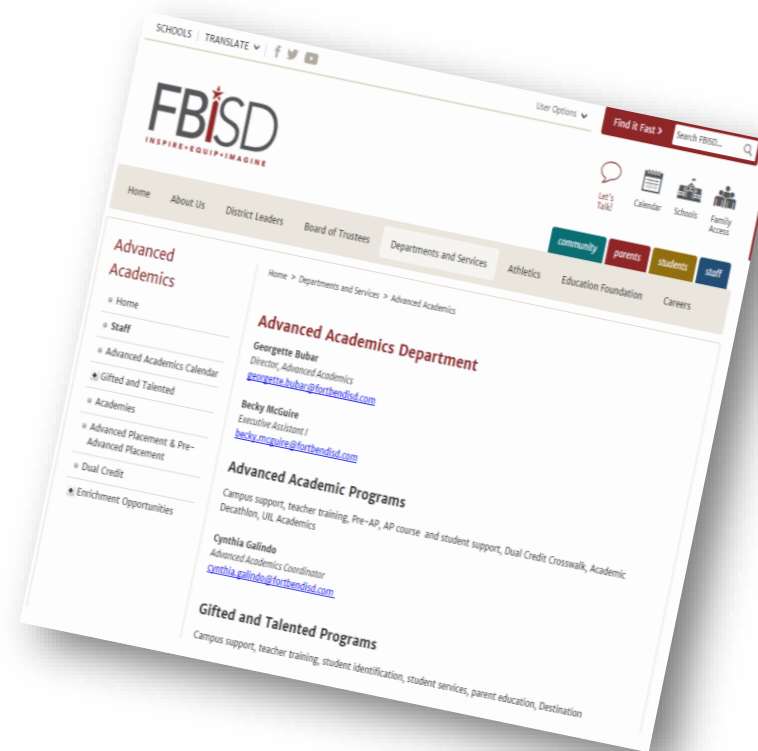 SCHOOLS TRANSLATE
User Options
Find it Fast
Search FBISD...
FBISD
INSPIRE•EQUIP•IMAGINE
Let's
Talk!
Calendar
Schools
Family
Access
community
parents
students
staff
Home
About Us
District Leaders
Board of Trustees
Departments and Services
Athletics
Education Foundation
Careers
Advanced
Academics
Home
Staff
Advanced Academics Calendar
Gifted and Talented
Academies
Advanced Placement & Pre-
Advanced Placement
Dual Credit
Enrichment Opportunities
Home > Departments and Services > Advanced Academics
Advanced Academics Department
Georgette Bubar
Director, Advanced Academics
georgette.bubar@fortbendisd.com
Becky McGuire
Executive Assistant I
becky.mcguire@fortbendisd.com
Advanced Academic Programs
Campus support, teacher training, Pre-AP, AP course and student support, Dual Credit Crosswalk, Academic
Decathlon, UIL Academics
Cynthia Galindo
Advanced Academics Coordinator
cynthia.galindo@fortbendisd.com
Gifted and Talented Programs
Campus support, teacher training, student identification, student services, parent education, Destination